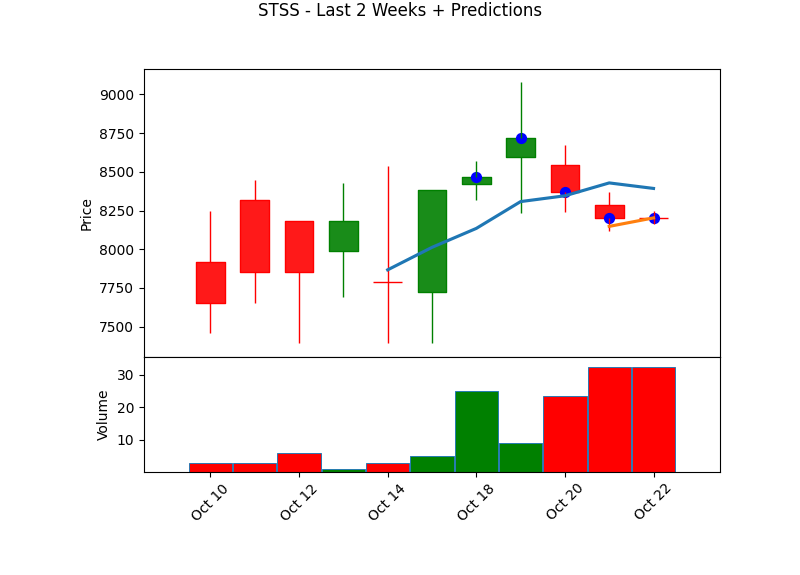 STSS - Last 2 Weeks + Predictions
9000
8750
8500
8250
8000
7750
7500
Price
30
20
10
Volume
Oct 10
Oct 12
Oct 14
Oct 18
Oct 20
Oct 22